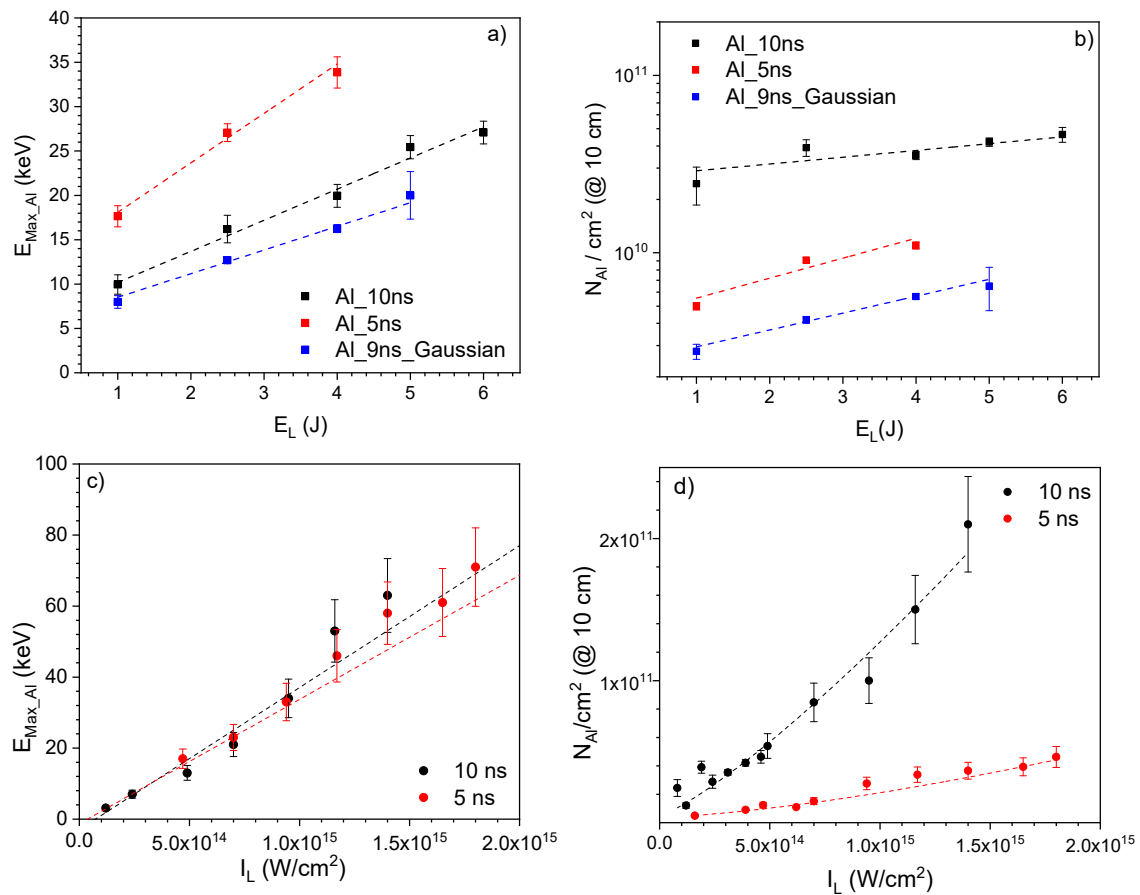 a)
40
35
30
25
20
15
10
5
0
E_Max_Al (keV)
Al_10ns
Al_5ns
Al_9ns_Gaussian
1 2 3 4 5 6
E_L (J)
b)
Al_10ns
Al_5ns
Al_9ns_Gaussian
10^11
10^10
N_Al / cm^2 (@ 10 cm)
1 2 3 4 5 6
E_L(J)
c)
100
80
60
40
20
0
E_Max_Al (keV)
10 ns
5 ns
0.0 5.0x10^14 1.0x10^15 1.5x10^15 2.0x10^15
I_L (W/cm^2)
d)
10 ns
5 ns
2x10^11
1x10^11
N_Al/cm^2 (@ 10 cm)
0.0 5.0x10^14 1.0x10^15 1.5x10^15 2.0x10^15
I_L (W/cm^2)